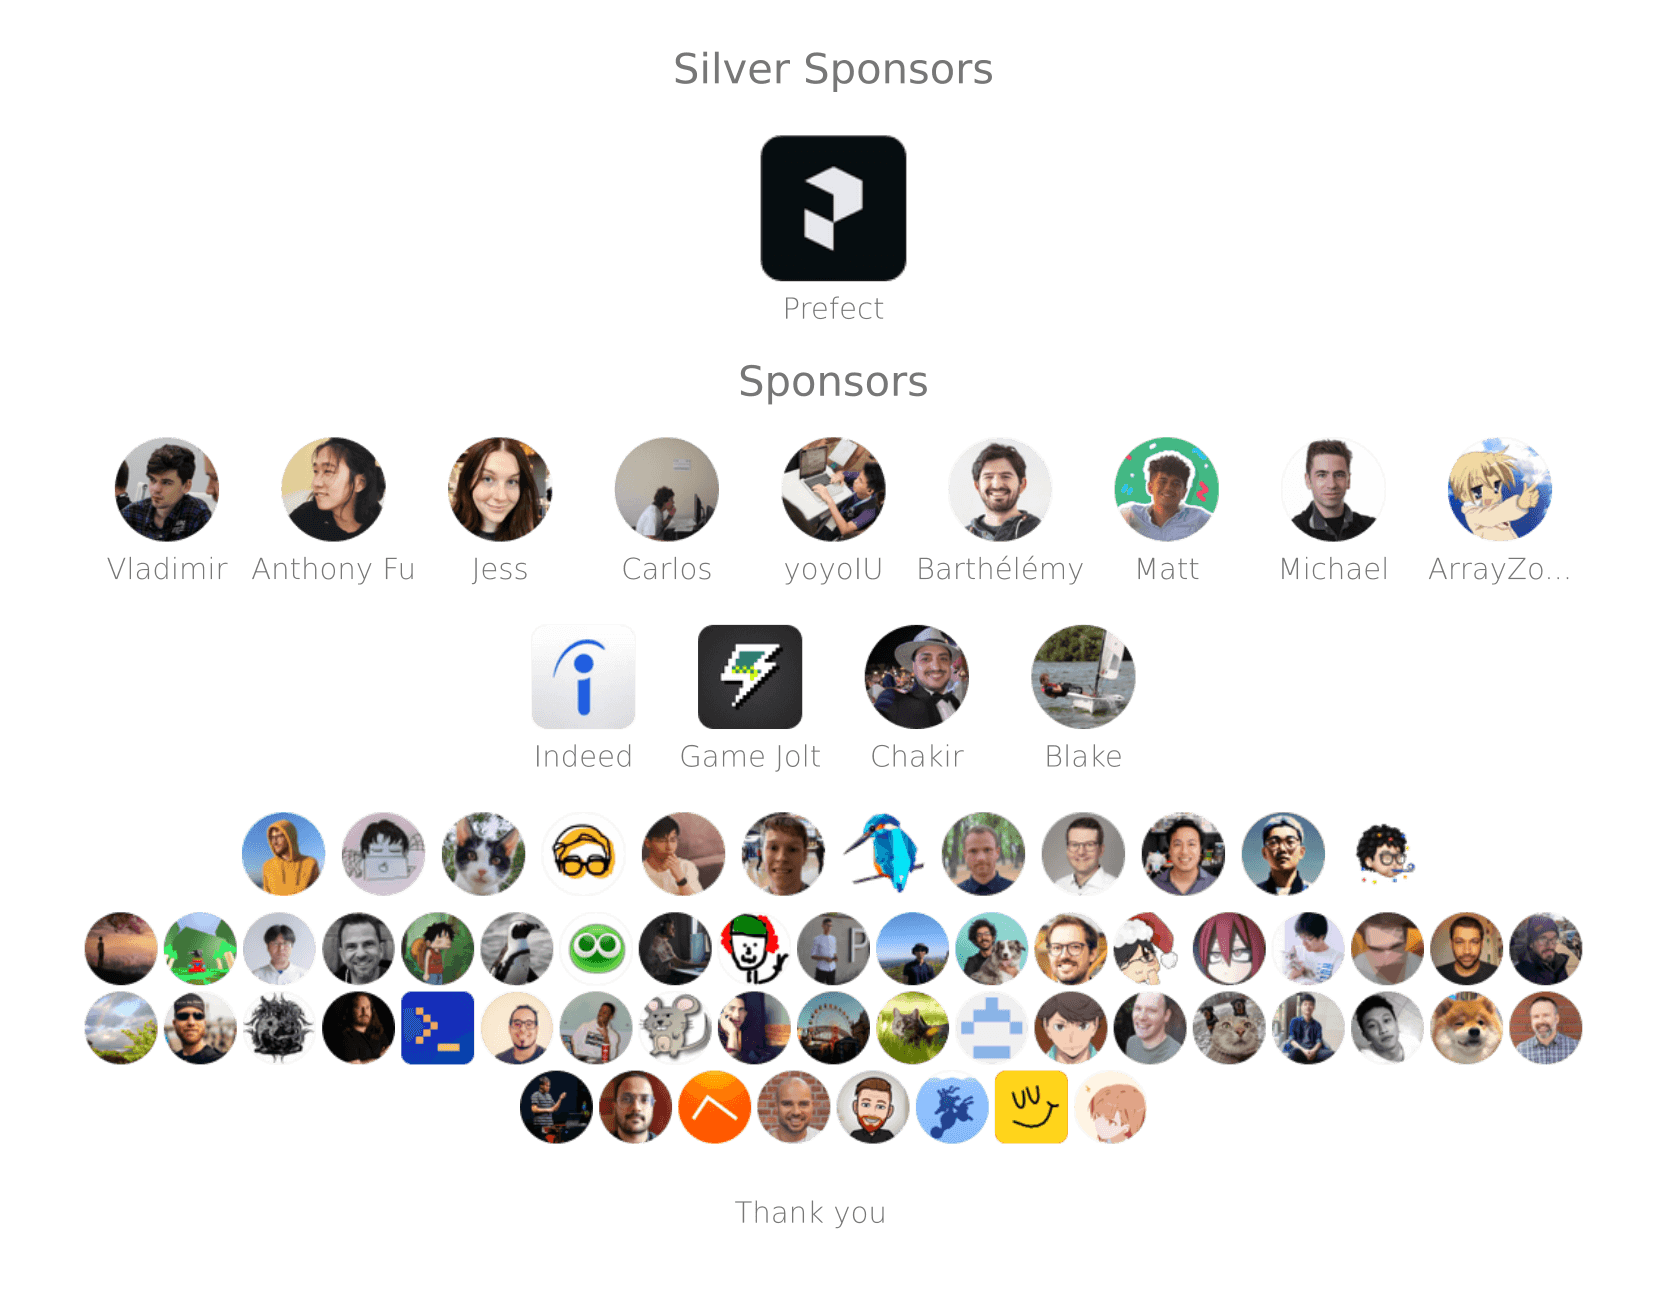 Silver Sponsors
Prefect
Sponsors
Vladimir Anthony Fu Jess Carlos yoyoIU Barthélémy Matt Michael ArrayZo...
Indeed Game Jolt Chakir Blake
Thank you